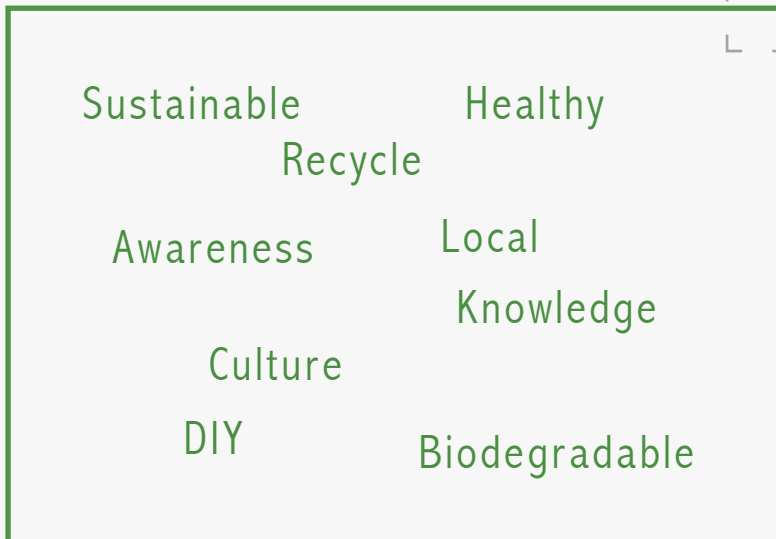 Sustainable
Healthy
Recycle
Awareness
Local
Knowledge
Culture
DIY
Biodegradable